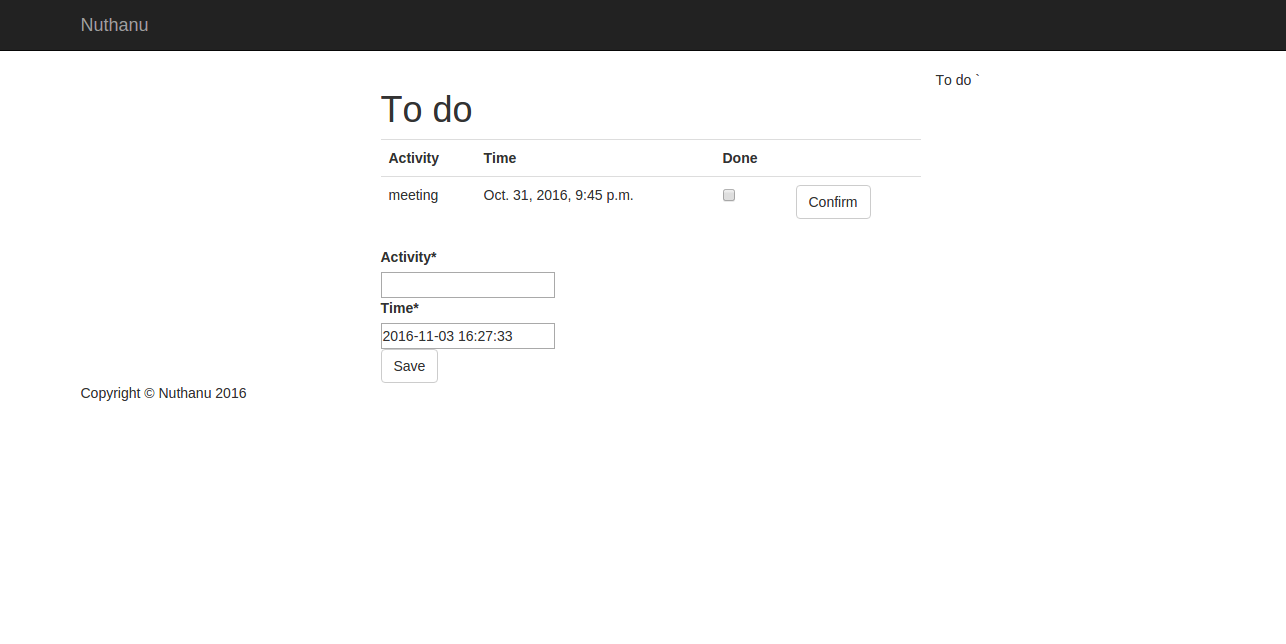 Nuthanu
To do `
To do
Activity Time Done
meeting Oct. 31, 2016, 9:45 p.m. Confirm
Activity*
Time*
2016-11-03 16:27:33
Save
Copyright © Nuthanu 2016